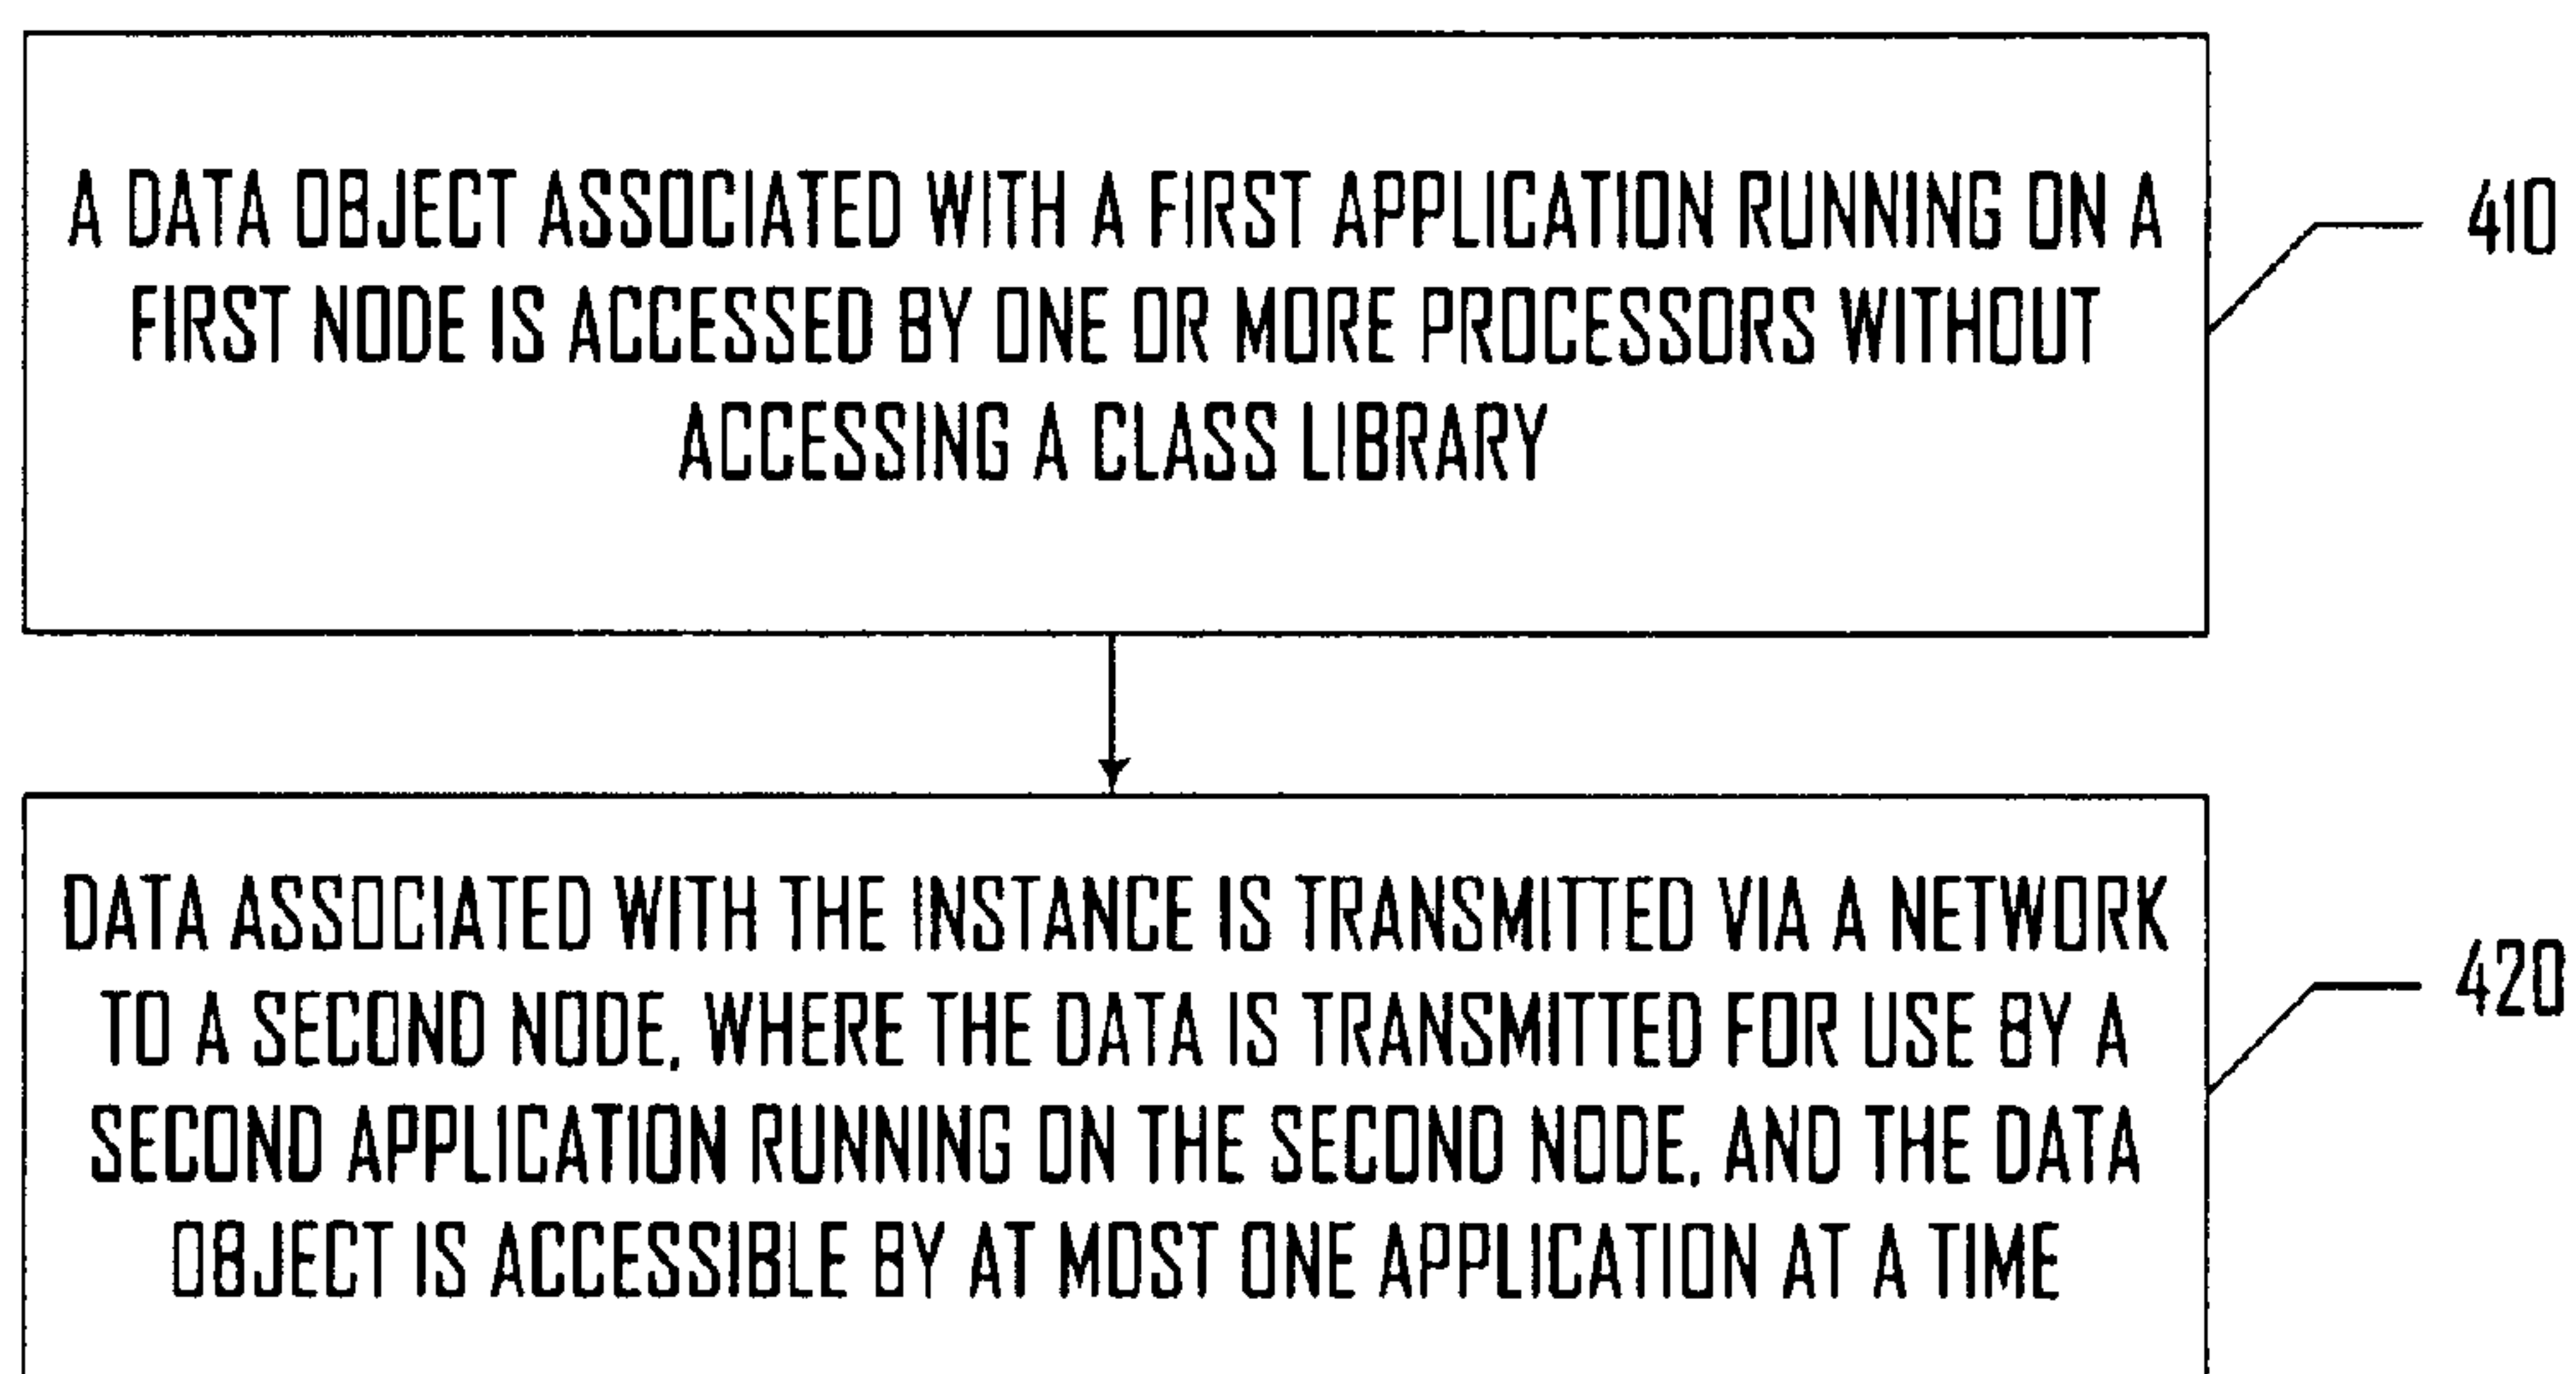 A DATA OBJECT ASSOCIATED WITH A FIRST APPLICATION RUNNING ON A
FIRST NODE IS ACCESSED BY ONE OR MORE PROCESSORS WITHOUT
ACCESSING A CLASS LIBRARY
410
DATA ASSOCIATED WITH THE INSTANCE IS TRANSMITTED VIA A NETWORK
TO A SECOND NODE, WHERE THE DATA IS TRANSMITTED FOR USE BY A
SECOND APPLICATION RUNNING ON THE SECOND NODE, AND THE DATA
OBJECT IS ACCESSIBLE BY AT MOST ONE APPLICATION AT A TIME
420